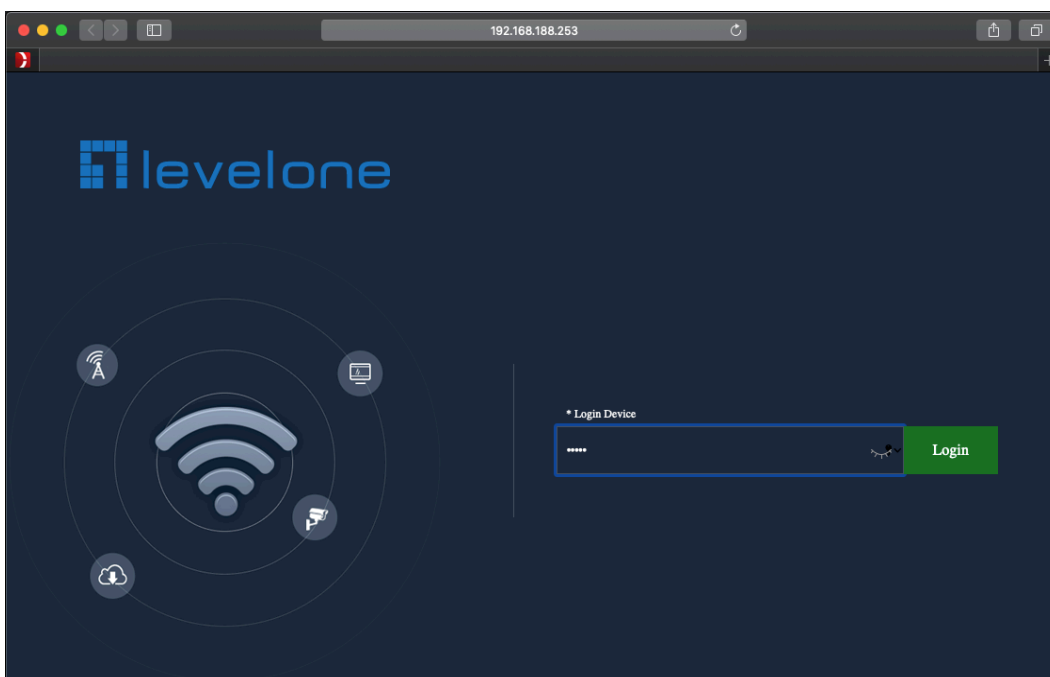 192.168.188.253
levelone
* Login Device
•••••
Login